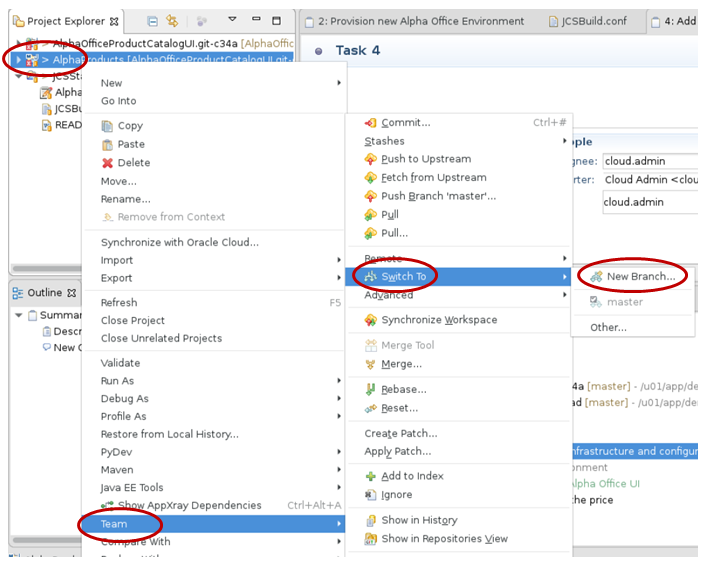 Project Explorer
2: Provision new Alpha Office Environment
JCSBuild.conf
4: Add
> AlphaOfficeProductCatalogUI.git-c34a [AlphaOffic
> AlphaProducts [AlphaOfficeProductCatalogUI.git-c
Task 4
> JCSSta
Alpha
JCSBu
READ
New
Go Into
Copy
Paste
Delete
Move...
Rename...
Remove from Context
Synchronize with Oracle Cloud...
Import
Export
Refresh F5
Close Project
Close Unrelated Projects
Validate
Run As
Debug As
Profile As
Restore from Local History...
PyDev
Maven
Java EE Tools
Show AppXray Dependencies Ctrl+Alt+A
Team
Compare With
Commit... Ctrl+#
Stashes
Push to Upstream
Fetch from Upstream
Push Branch 'master'...
Pull
Pull...
Remote
Switch To
Advanced
Synchronize Workspace
Merge Tool
Merge...
Rebase...
Reset...
Create Patch...
Apply Patch...
Add to Index
Ignore
Show in History
Show in Repositories View
New Branch...
master
Other...
ople
gnee: cloud.admin
rter: Cloud Admin <clou
cloud.admin
Outline
Summar
Descr
New C
4a [master] - /u01/app/de
ad [master] - /u01/app/des
nfrastructure and configur
onment
lpha Office UI
the price